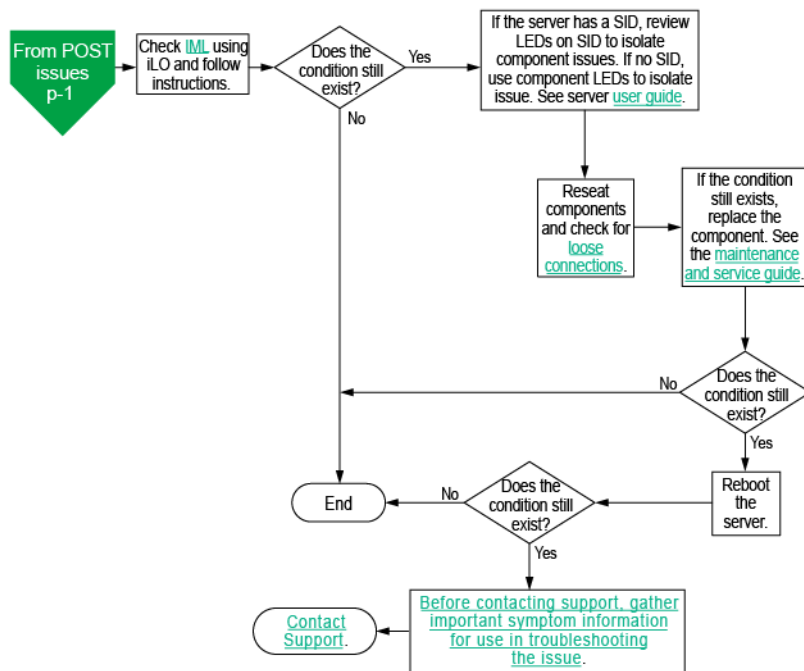 From POST
issues
p-1
Check IML using
iLO and follow
instructions.
Does the
condition still
exist?
Yes
No
If the server has a SID, review
LEDs on SID to isolate
component issues. If no SID,
use component LEDs to isolate
issue. See server user guide.
Reseat
components
and check for
loose
connections.
If the condition
still exists,
replace the
component. See
the maintenance
and service guide.
Does the
condition still
exist?
No
Yes
Reboot
the
server.
Does the
condition still
exist?
No
Yes
End
Before contacting support, gather
important symptom information
for use in troubleshooting
the issue.
Contact
Support.